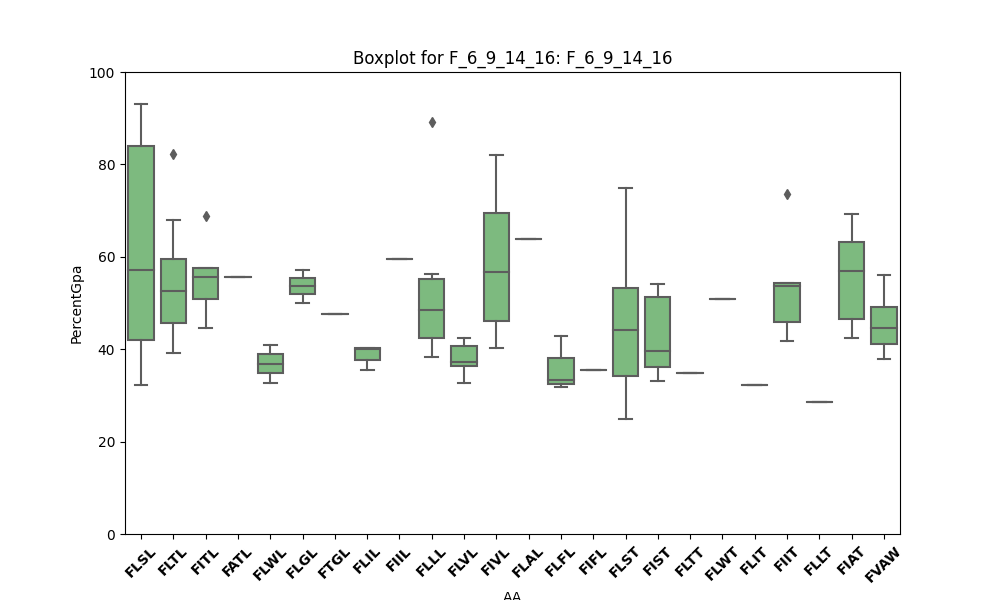 Boxplot for F_6_9_14_16: F_6_9_14_16
100
80
60
40
20
0
PercentGpa
FLSL FLTL FITL FATL FLWL FLGL FTGL FLIL FIIL FLLL FLVL FIVL FLAL FLFL FIFL FLST FIST FLTT FLWT FLIT FIIT FLLT FIAT FVAW
AA